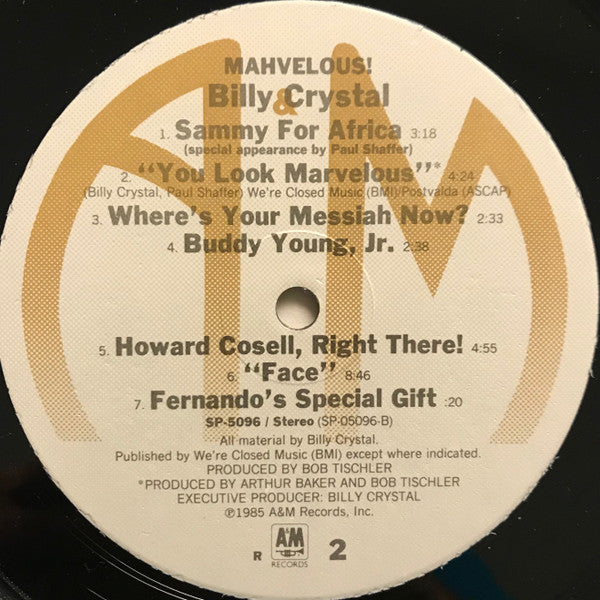 MAHVELOUS!
Billy Crystal
1. Sammy For Africa 3:18
(special appearance by Paul Shaffer)
2. "You Look Marvelous"* 4:24
(Billy Crystal, Paul Shaffer) We're Closed Music (BMI)/Postvalda (ASCAP)
3. Where's Your Messiah Now? 2:33
4. Buddy Young, Jr. 2:38
5. Howard Cosell, Right There! 4:55
6. "Face" 8:46
7. Fernando's Special Gift :20
SP-5096 / Stereo (SP-05096-B)
All material by Billy Crystal.
Published by We're Closed Music (BMI) except where indicated.
PRODUCED BY BOB TISCHLER
*PRODUCED BY ARTHUR BAKER AND BOB TISCHLER
EXECUTIVE PRODUCER: BILLY CRYSTAL
℗1985 A&M Records, Inc.
R A&M 2
RECORDS
A&M